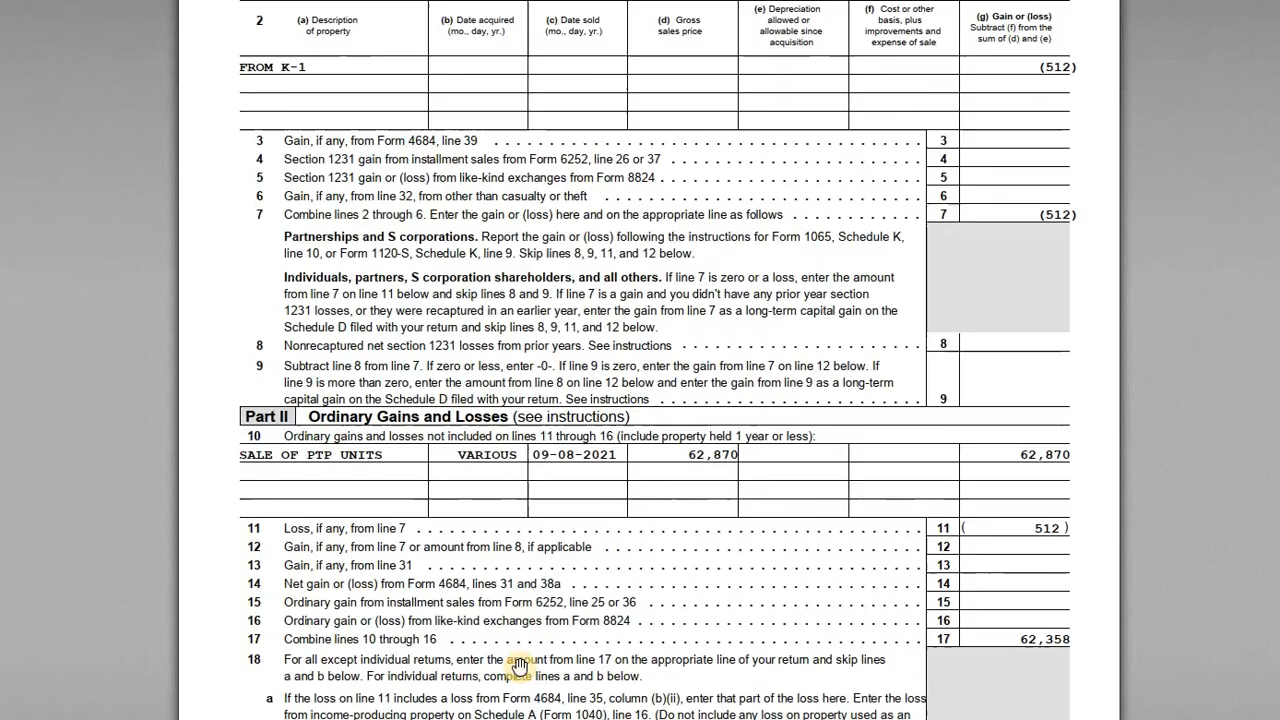 2 (a) Description of property (b) Date acquired (mo., day, yr.) (c) Date sold (mo., day, yr.) (d) Gross sales price (e) Depreciation allowed or allowable since acquisition (f) Cost or other basis, plus improvements and expense of sale (g) Gain or (loss) Subtract (f) from the sum of (d) and (e)
FROM K-1 (512)
3 Gain, if any, from Form 4684, line 39 . . . . . . . . . . . . . . . . . . . . 3
4 Section 1231 gain from installment sales from Form 6252, line 26 or 37 . . . . . . . . . . . . 4
5 Section 1231 gain or (loss) from like-kind exchanges from Form 8824 . . . . . . . . . . . . 5
6 Gain, if any, from line 32, from other than casualty or theft . . . . . . . . . . . . . . . 6
7 Combine lines 2 through 6. Enter the gain or (loss) here and on the appropriate line as follows . . . . . . 7 (512)
Partnerships and S corporations. Report the gain or (loss) following the instructions for Form 1065, Schedule K,
line 10, or Form 1120-S, Schedule K, line 9. Skip lines 8, 9, 11, and 12 below.
Individuals, partners, S corporation shareholders, and all others. If line 7 is zero or a loss, enter the amount
from line 7 on line 11 below and skip lines 8 and 9. If line 7 is a gain and you didn't have any prior year section
1231 losses, or they were recaptured in an earlier year, enter the gain from line 7 as a long-term capital gain on the
Schedule D filed with your return and skip lines 8, 9, 11, and 12 below.
8 Nonrecaptured net section 1231 losses from prior years. See instructions . . . . . . . . . . . . 8
9 Subtract line 8 from line 7. If zero or less, enter -0-. If line 9 is zero, enter the gain from line 7 on line 12 below. If
line 9 is more than zero, enter the amount from line 8 on line 12 below and enter the gain from line 9 as a long-term
capital gain on the Schedule D filed with your return. See instructions . . . . . . . . . . . . 9
Part II Ordinary Gains and Losses (see instructions)
10 Ordinary gains and losses not included on lines 11 through 16 (include property held 1 year or less):
SALE OF PTP UNITS VARIOUS 09-08-2021 62,870 62,870
11 Loss, if any, from line 7 . . . . . . . . . . . . . . . . . . . . 11 ( 512 )
12 Gain, if any, from line 7 or amount from line 8, if applicable . . . . . . . . . . . . . . . 12
13 Gain, if any, from line 31 . . . . . . . . . . . . . . . . . . . . 13
14 Net gain or (loss) from Form 4684, lines 31 and 38a . . . . . . . . . . . . . . . . 14
15 Ordinary gain from installment sales from Form 6252, line 25 or 36 . . . . . . . . . . . . 15
16 Ordinary gain or (loss) from like-kind exchanges from Form 8824 . . . . . . . . . . . . 16
17 Combine lines 10 through 16 . . . . . . . . . . . . . . . . . . . . 17 62,358
18 For all except individual returns, enter the amount from line 17 on the appropriate line of your return and skip lines
a and b below. For individual returns, complete lines a and b below.
a If the loss on line 11 includes a loss from Form 4684, line 35, column (b)(ii), enter that part of the loss here. Enter the loss
from income-producing property on Schedule A (Form 1040), line 16. (Do not include any loss on property used as an